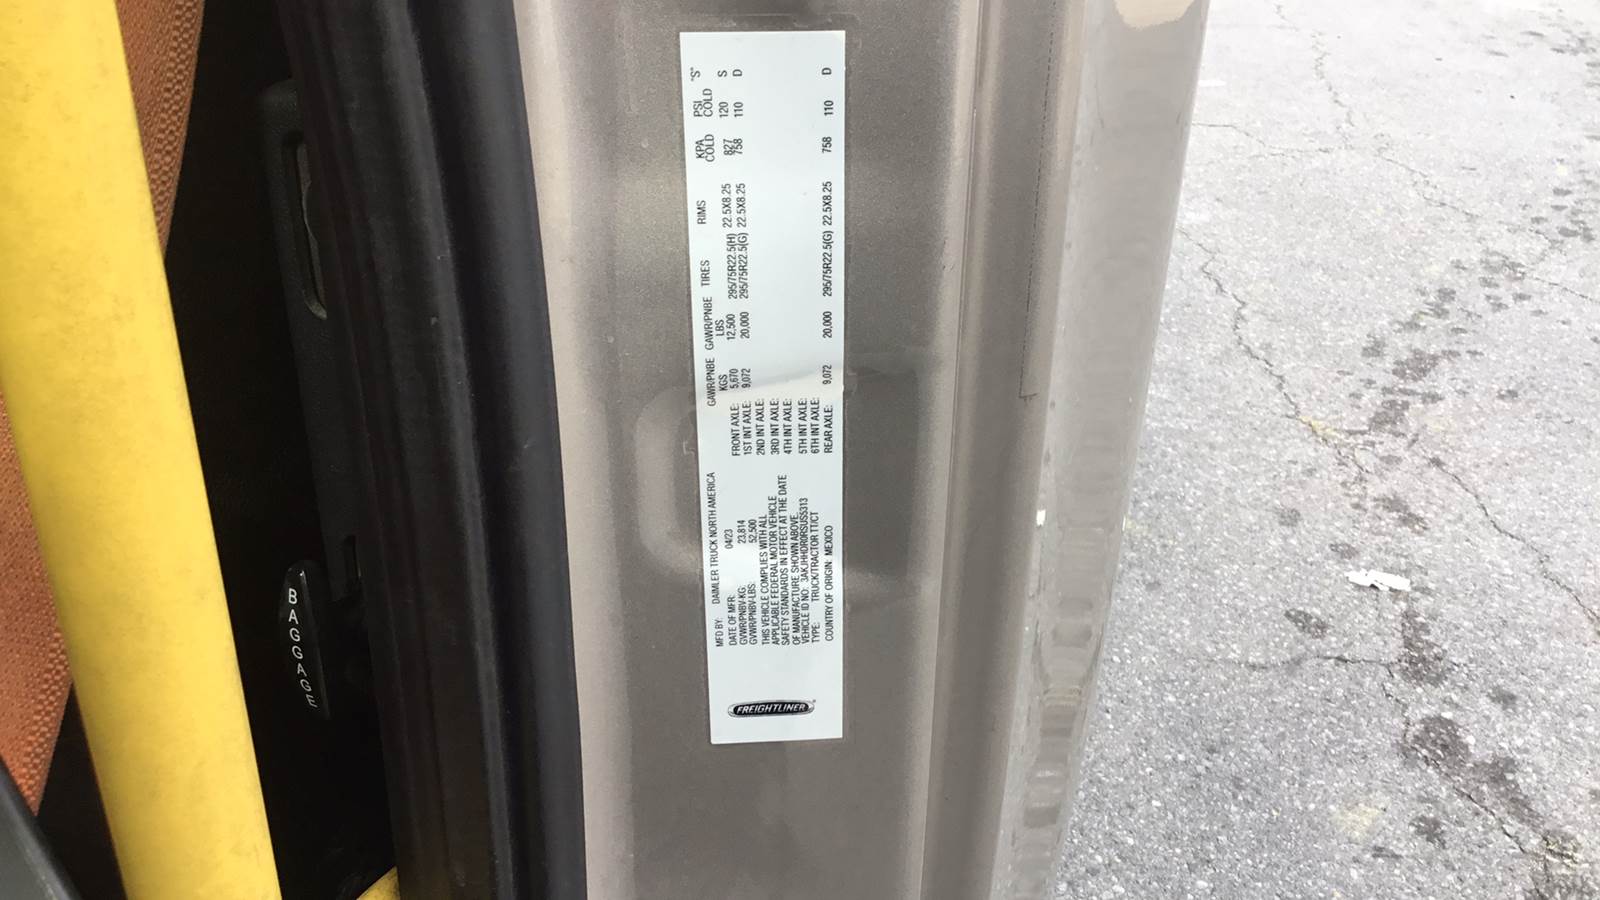 FREIGHTLINER
MFD BY: DAIMLER TRUCK NORTH AMERICA
DATE OF MFR: 04/23
GVWR/PNBV-KG: 23,814
GVWR/PNBV-LBS: 52,500
THIS VEHICLE COMPLIES WITH ALL
APPLICABLE FEDERAL MOTOR VEHICLE
SAFETY STANDARDS IN EFFECT AT THE DATE
OF MANUFACTURE SHOWN ABOVE.
VEHICLE ID NO: 3AKJHHDR0RSUS5313
TYPE: TRUCK/TRACTOR TT/CT
COUNTRY OF ORIGIN: MEXICO
GAWR/PNBE GAWR/PNBE TIRES RIMS KPA PSI "S"
KGS LBS COLD COLD
FRONT AXLE: 5,670 12,500 295/75R22.5(H) 22.5X8.25 827 120 S
1ST INT AXLE: 9,072 20,000 295/75R22.5(G) 22.5X8.25 758 110 D
2ND INT AXLE:
3RD INT AXLE:
4TH INT AXLE:
5TH INT AXLE:
6TH INT AXLE:
REAR AXLE: 9,072 20,000 295/75R22.5(G) 22.5X8.25 758 110 D
BAGGAGE